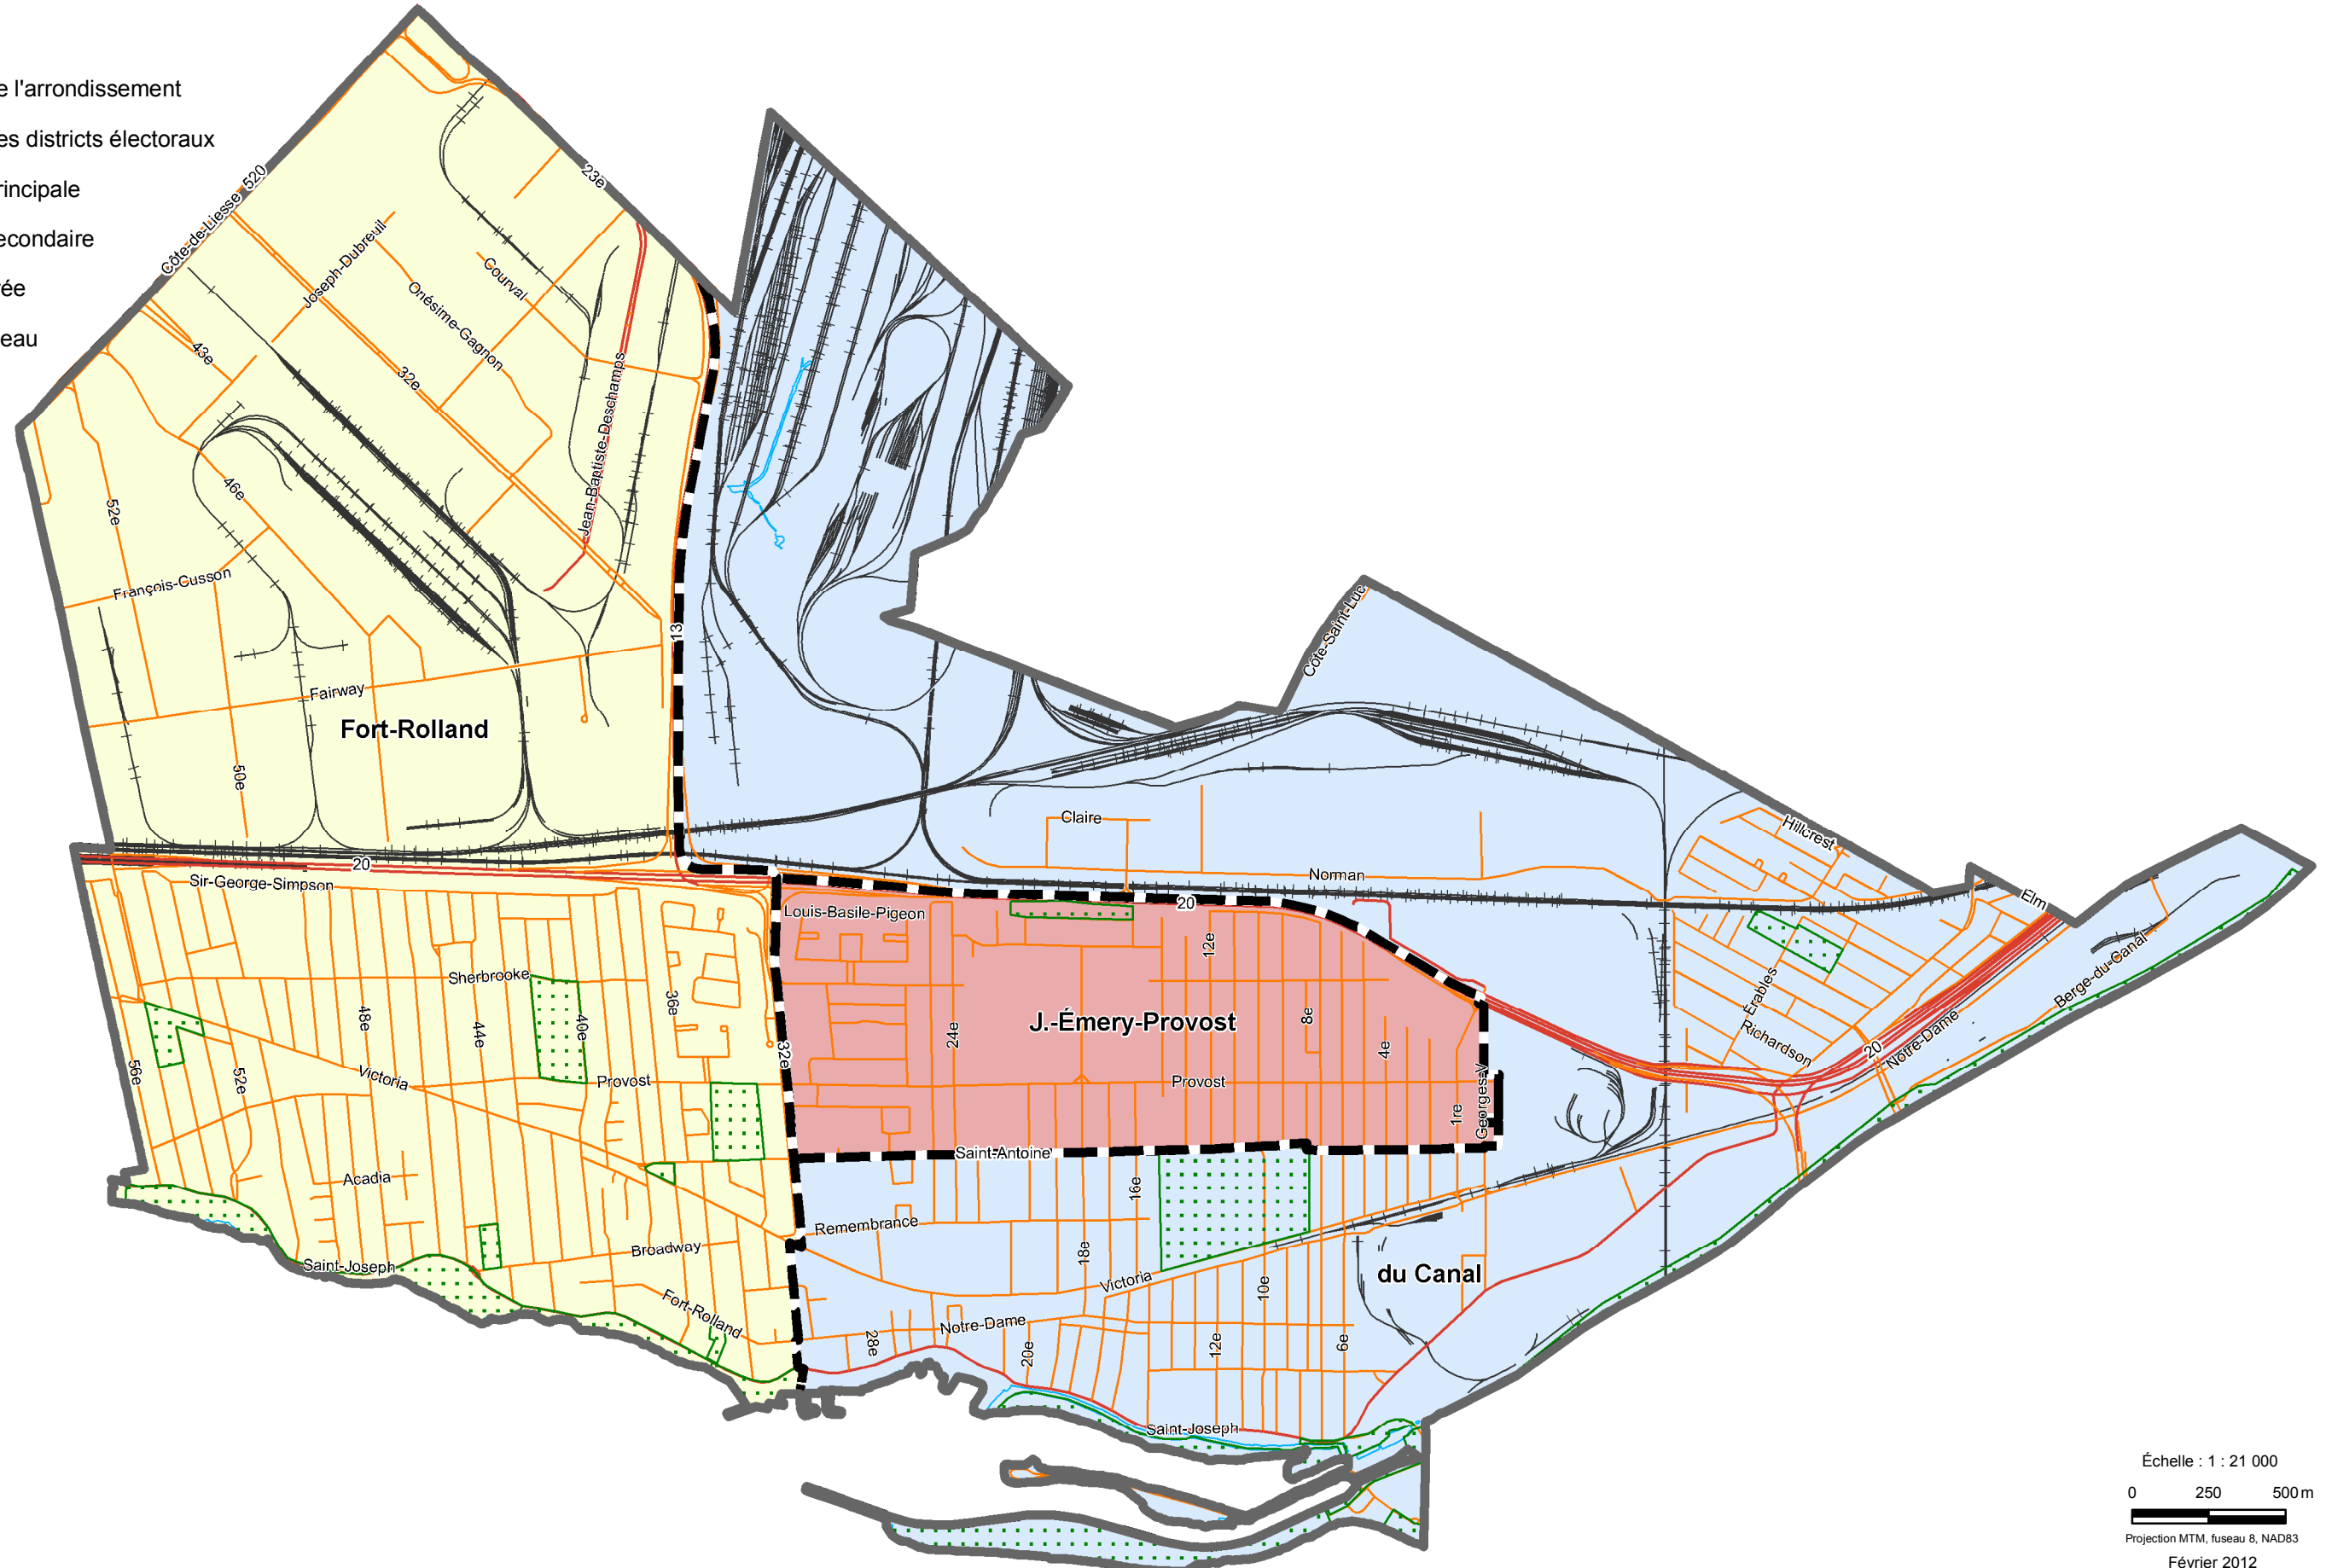 e l'arrondissement
es districts électoraux
rincipale
econdaire
ée
eau
Côte-de-Liesse 520
23e
Joseph-Dubreuil
Onésime-Gagnon
Courval
43e
32e
Jean-Baptiste-Deschamps
52e
46e
François-Cusson
13
Côte-Saint-Luc
Fairway
Fort-Rolland
50e
Claire
Hillcrest
20
Sir-George-Simpson
Norman
Elm
Louis-Basile-Pigeon
20
12e
Sherbrooke
Berge-du-Canal
Érables
36e
48e
40e
44e
24e
J.-Émery-Provost
8e
4e
Richardson
20
Notre-Dame
32e
56e
52e
Victoria
Provost
Provost
1re
Georges-V
Saint-Antoine
Acadia
16e
Remembrance
Broadway
18e
Saint-Joseph
Victoria
10e
du Canal
Fort-Rolland
Notre-Dame
28e
20e
12e
6e
Saint-Joseph
Échelle : 1 : 21 000
0 250 500 m
Projection MTM, fuseau 8, NAD83
Février 2012